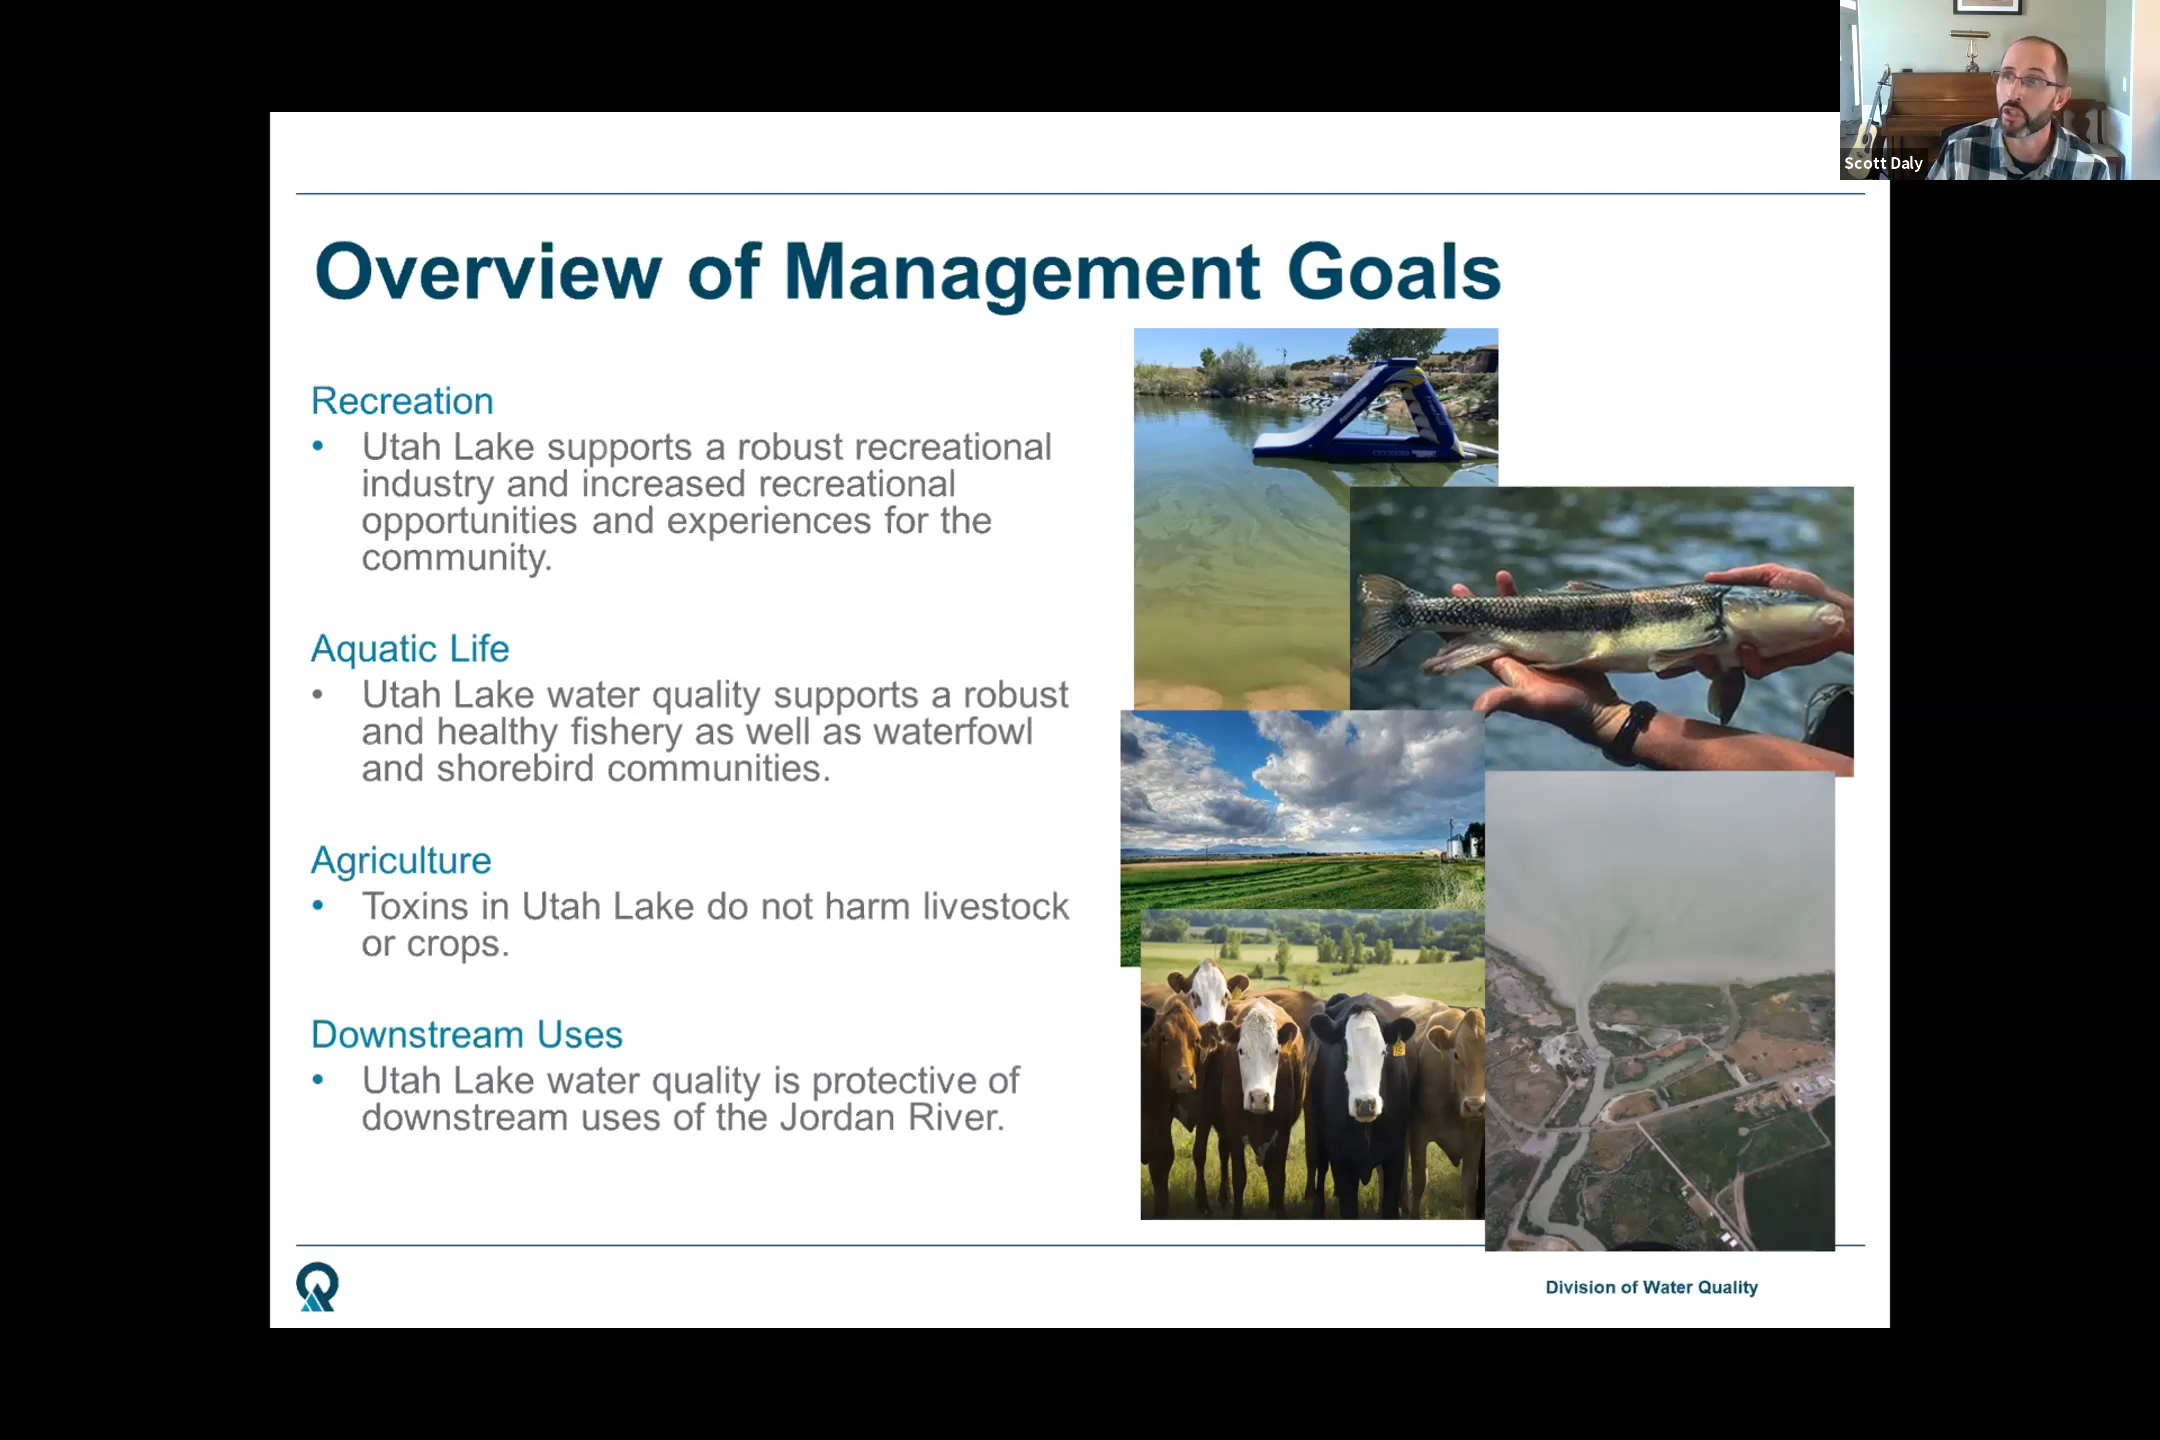 Scott Daly
Overview of Management Goals
Recreation
• Utah Lake supports a robust recreational
industry and increased recreational
opportunities and experiences for the
community.
Aquatic Life
• Utah Lake water quality supports a robust
and healthy fishery as well as waterfowl
and shorebird communities.
Agriculture
• Toxins in Utah Lake do not harm livestock
or crops.
Downstream Uses
• Utah Lake water quality is protective of
downstream uses of the Jordan River.
Division of Water Quality